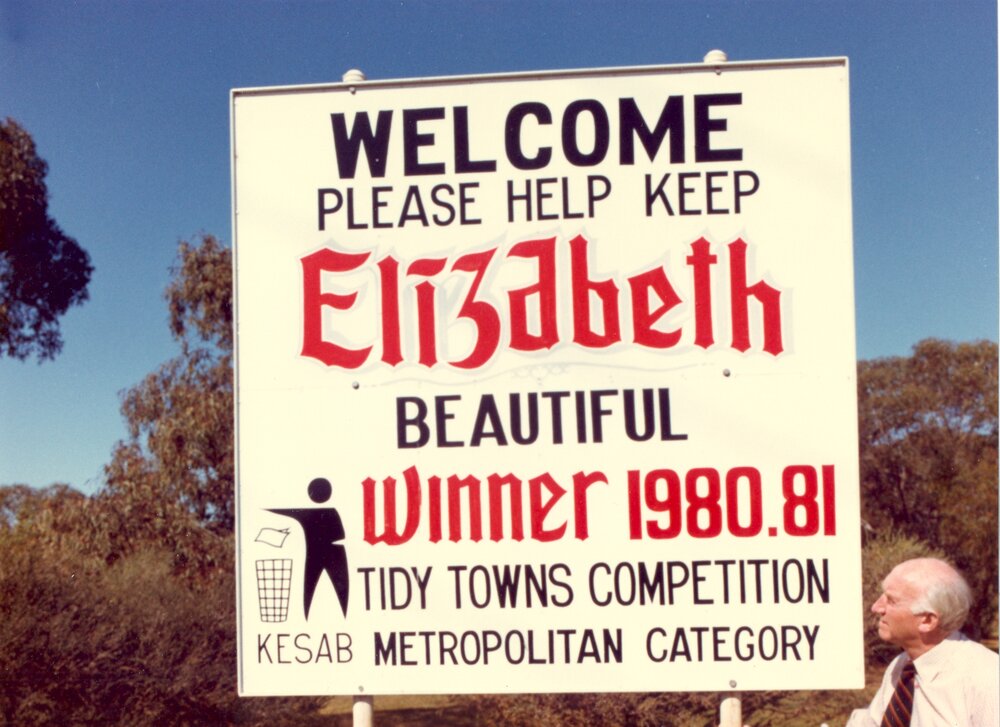 WELCOME
PLEASE HELP KEEP
Elizabeth
BEAUTIFUL
Winner 1980.81
TIDY TOWNS COMPETITION
KESAB METROPOLITAN CATEGORY